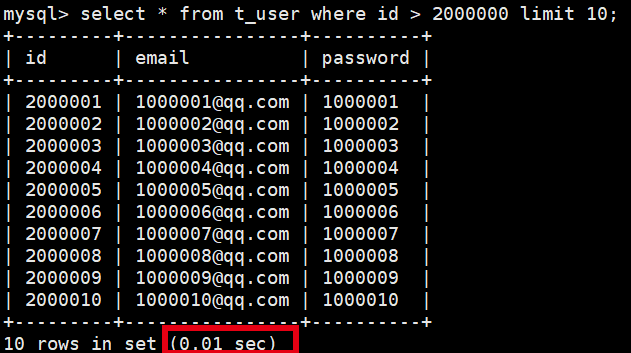 mysql> select * from t_user where id > 2000000 limit 10;
+---------+----------------+----------+
| id      | email          | password |
+---------+----------------+----------+
| 2000001 | 1000001@qq.com | 1000001  |
| 2000002 | 1000002@qq.com | 1000002  |
| 2000003 | 1000003@qq.com | 1000003  |
| 2000004 | 1000004@qq.com | 1000004  |
| 2000005 | 1000005@qq.com | 1000005  |
| 2000006 | 1000006@qq.com | 1000006  |
| 2000007 | 1000007@qq.com | 1000007  |
| 2000008 | 1000008@qq.com | 1000008  |
| 2000009 | 1000009@qq.com | 1000009  |
| 2000010 | 1000010@qq.com | 1000010  |
+---------+----------------+----------+
10 rows in set (0.01 sec)